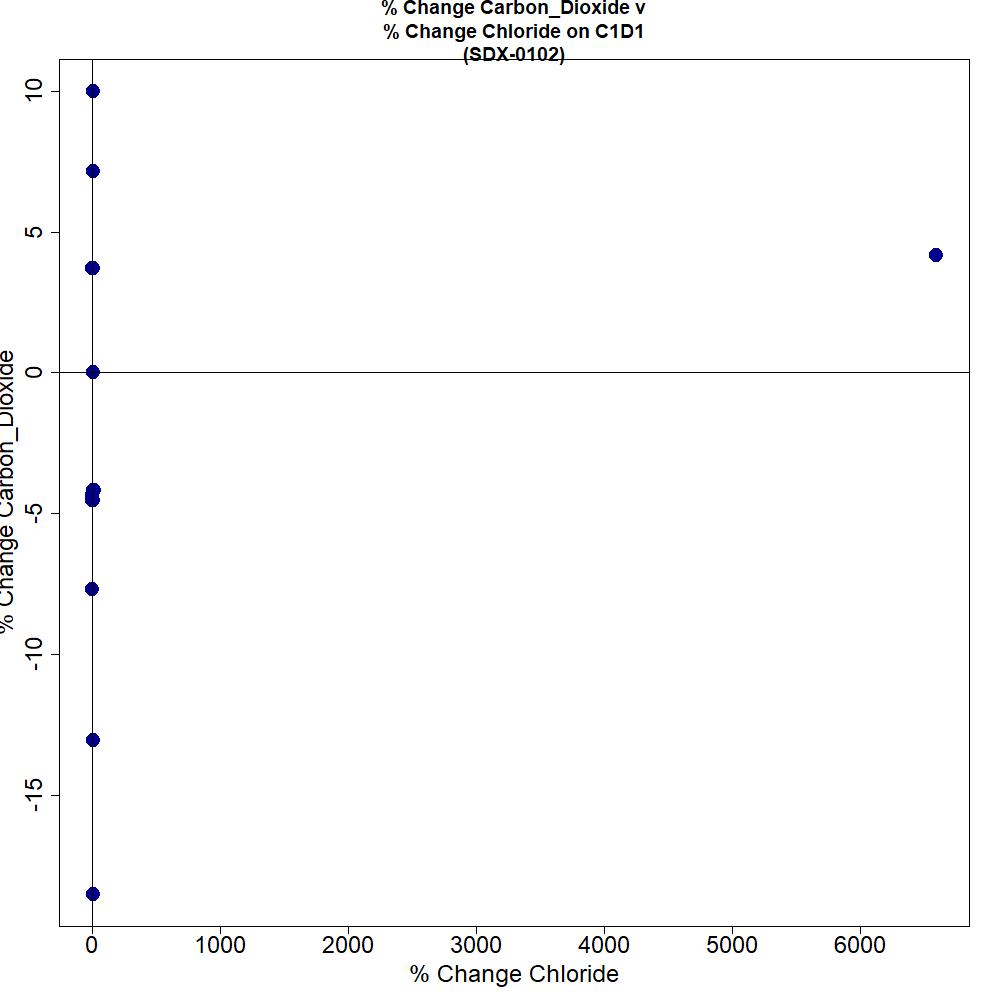 % Change Carbon_Dioxide v
% Change Chloride on C1D1
(SDX-0102)
% Change Carbon_Dioxide
10
5
0
-5
-10
-15
0 1000 2000 3000 4000 5000 6000
% Change Chloride